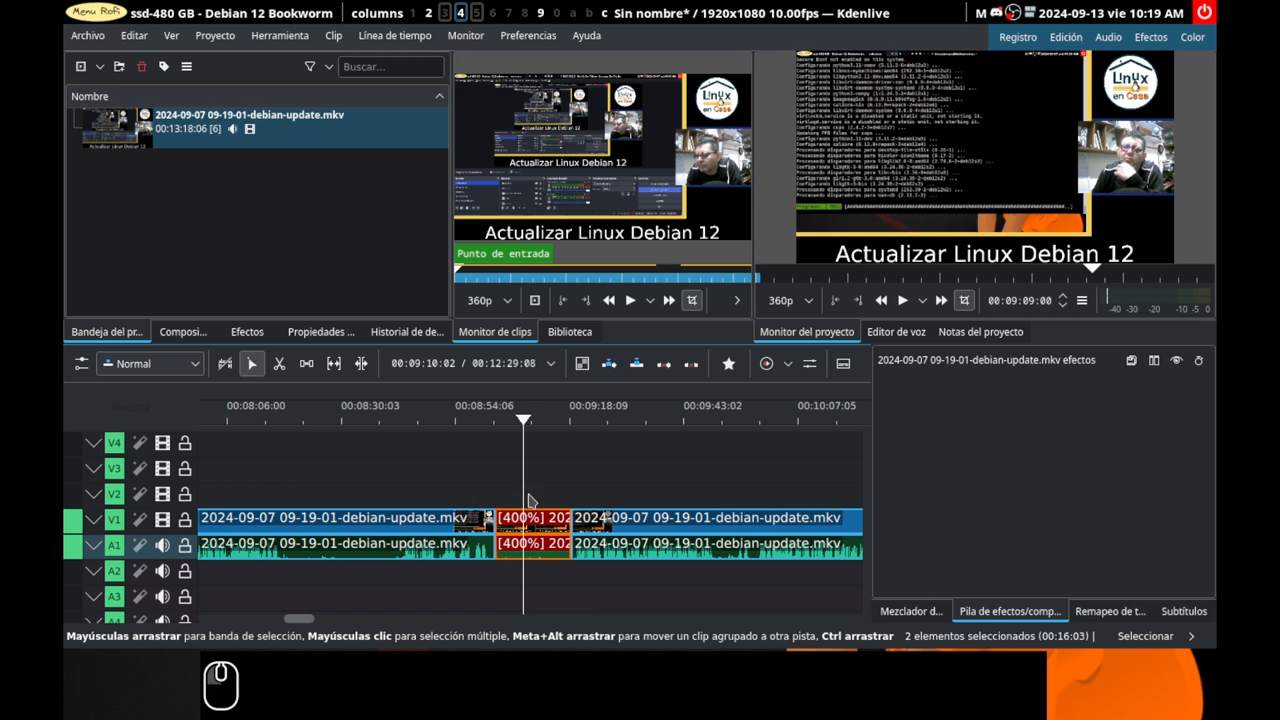 Menu Rofi
ssd-480 GB - Debian 12 Bookworm
columns 1 2 3 4 5 6 7 8 9 0 a b c Sin nombre* / 1920x1080 10.00fps — Kdenlive
M 2024-09-13 vie 10:19 AM
Archivo Editar Ver Proyecto Herramienta Clip Línea de tiempo Monitor Preferencias Ayuda
Registro Edición Audio Efectos Color
Buscar...
Nombre
2024-09-07 09-19-01-debian-update.mkv
00:13:18:06 [6]
Linux
en Casa
Actualizar Linux Debian 12
Actualizar Linux Debian 12
Actualizar Linux Debian 12
Punto de entrada
Linux
en Casa
Actualizar Linux Debian 12
360p
360p
00:09:09:00
-40 -30 -20 -10 -5 0
Bandeja del pr... Composi... Efectos Propiedades ... Historial de de...
Monitor de clips Biblioteca
Monitor del proyecto Editor de voz Notas del proyecto
Normal
00:09:10:02 / 00:12:29:08
2024-09-07 09-19-01-debian-update.mkv efectos
00:08:06:00 00:08:30:03 00:08:54:06 00:09:18:09 00:09:43:02 00:10:07:05
V4
V3
V2
V1 2024-09-07 09-19-01-debian-update.mkv [400%] 202 2024-09-07 09-19-01-debian-update.mkv
A1 2024-09-07 09-19-01-debian-update.mkv [400%] 202 2024-09-07 09-19-01-debian-update.mkv
A2
A3
Mezclador d... Pila de efectos/comp... Remapeo de t... Subtítulos
Mayúsculas arrastrar para banda de selección, Mayúsculas clic para selección múltiple, Meta+Alt arrastrar para mover un clip agrupado a otra pista, Ctrl arrastrar 2 elementos seleccionados (00:16:03) | Seleccionar